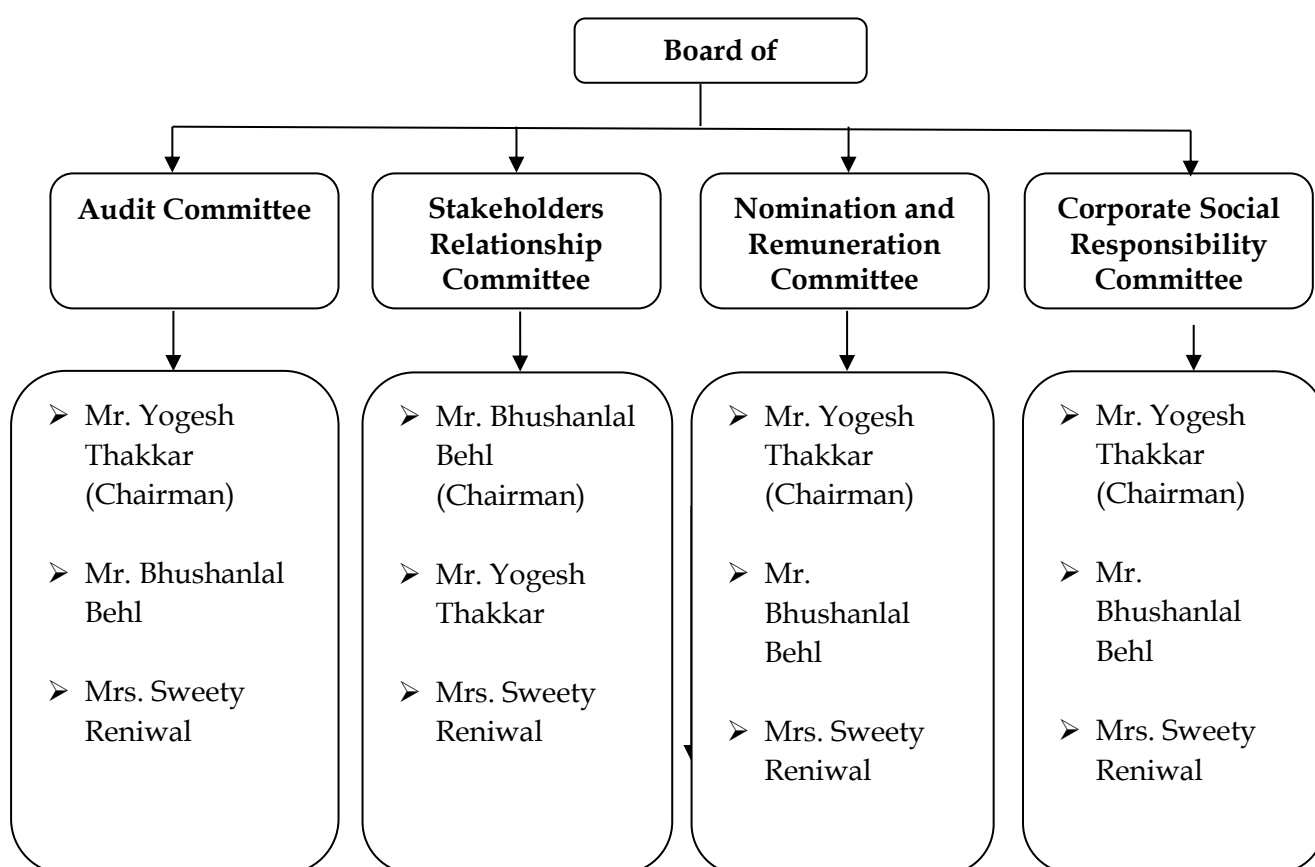 Board of
Audit Committee
Stakeholders
Relationship
Committee
Nomination and
Remuneration
Committee
Corporate Social
Responsibility
Committee
➢ Mr. Yogesh
Thakkar
(Chairman)
➢ Mr. Bhushanlal
Behl
➢ Mrs. Sweety
Reniwal
➢ Mr. Bhushanlal
Behl
(Chairman)
➢ Mr. Yogesh
Thakkar
➢ Mrs. Sweety
Reniwal
➢ Mr. Yogesh
Thakkar
(Chairman)
➢ Mr.
Bhushanlal
Behl
➢ Mrs. Sweety
Reniwal
➢ Mr. Yogesh
Thakkar
(Chairman)
➢ Mr.
Bhushanlal
Behl
➢ Mrs. Sweety
Reniwal